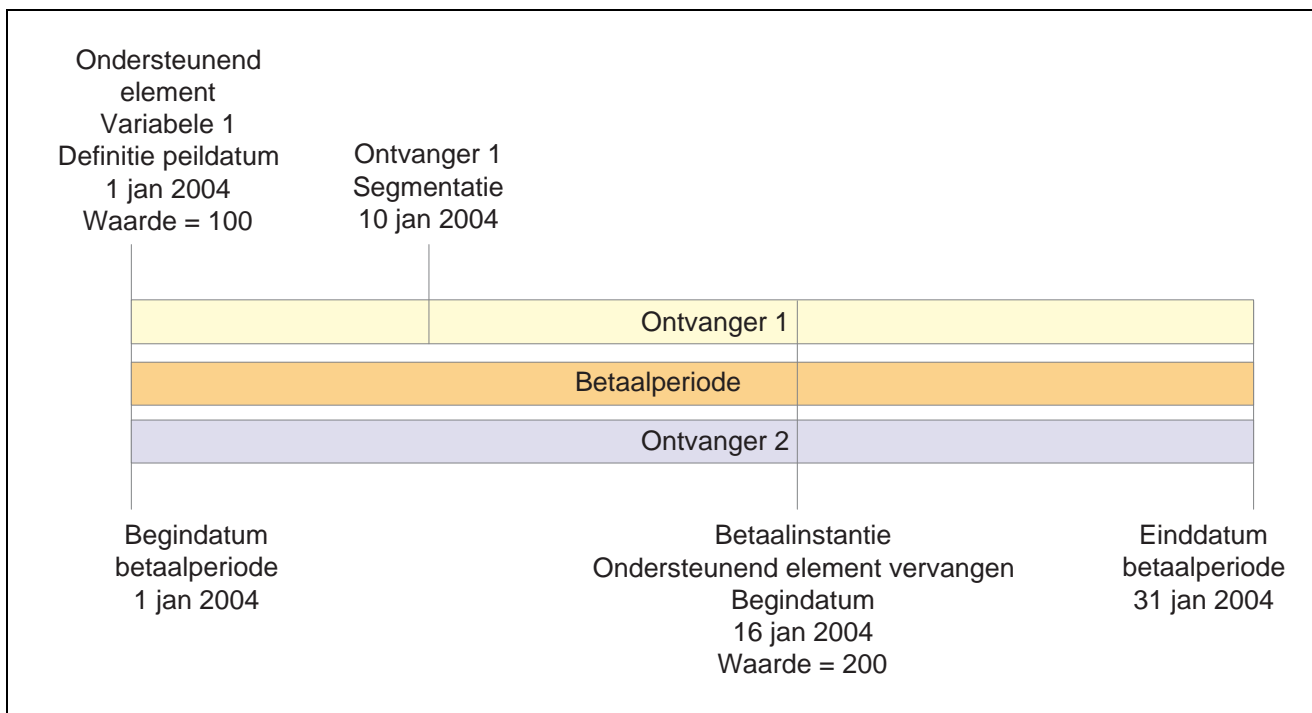 Ondersteunend
element
Variabele 1
Definitie peildatum
1 jan 2004
Waarde = 100
Ontvanger 1
Segmentatie
10 jan 2004
Ontvanger 1
Betaalperiode
Ontvanger 2
Begindatum
betaalperiode
1 jan 2004
Betaalinstantie
Ondersteunend element vervangen
Begindatum
16 jan 2004
Waarde = 200
Einddatum
betaalperiode
31 jan 2004